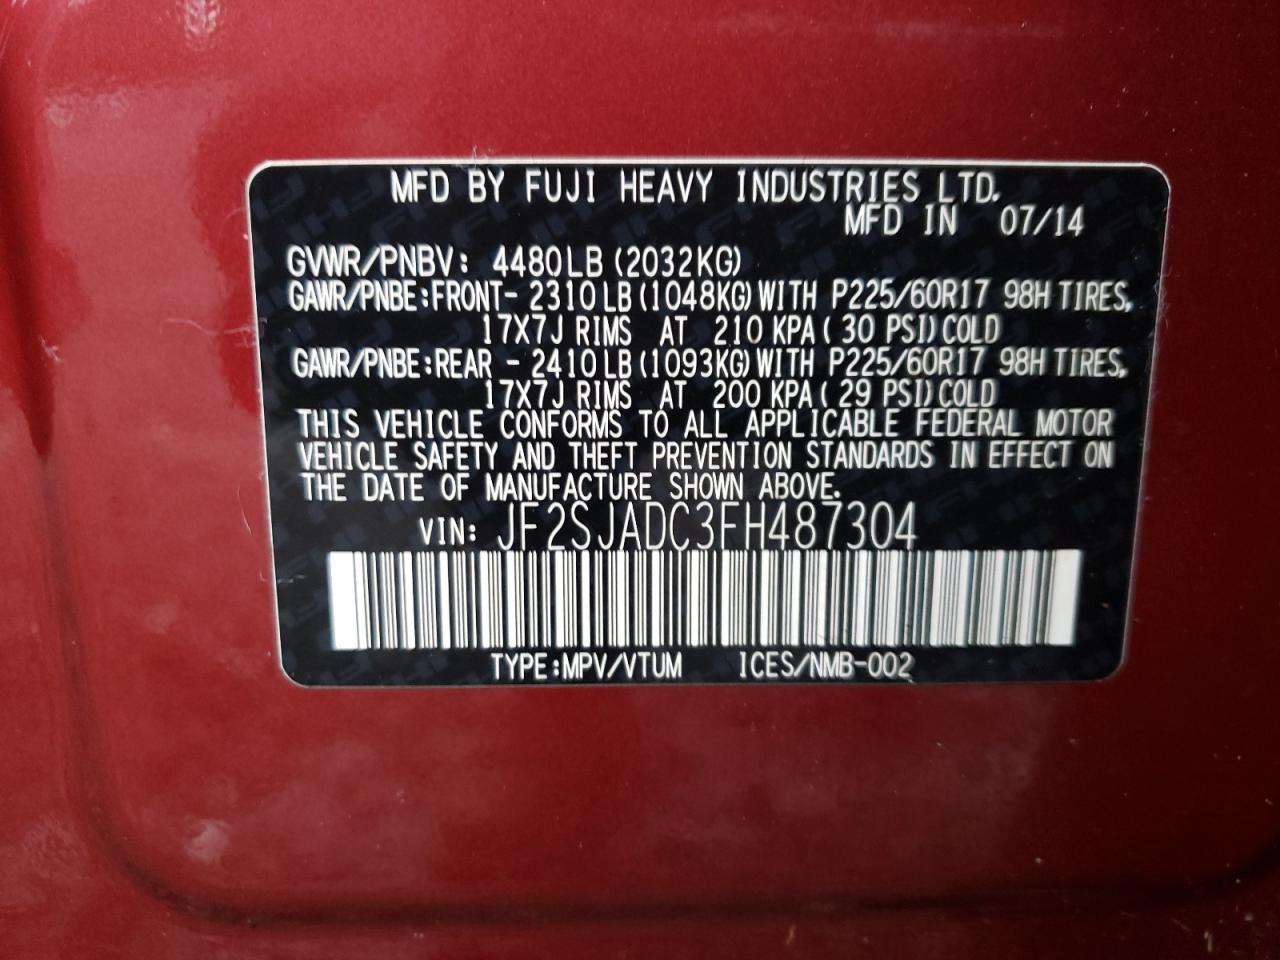 MFD BY FUJI HEAVY INDUSTRIES LTD.
MFD IN 07/14
GVWR/PNBV: 4480LB (2032KG)
GAWR/PNBE:FRONT- 2310LB (1048KG) WITH P225/60R17 98H TIRES,
17X7J RIMS AT 210 KPA ( 30 PSI) COLD
GAWR/PNBE:REAR - 2410LB (1093KG) WITH P225/60R17 98H TIRES,
17X7J RIMS AT 200 KPA ( 29 PSI) COLD
THIS VEHICLE CONFORMS TO ALL APPLICABLE FEDERAL MOTOR
VEHICLE SAFETY AND THEFT PREVENTION STANDARDS IN EFFECT ON
THE DATE OF MANUFACTURE SHOWN ABOVE.
VIN: JF2SJADC3FH487304
TYPE:MPV/VTUM ICES/NMB-002